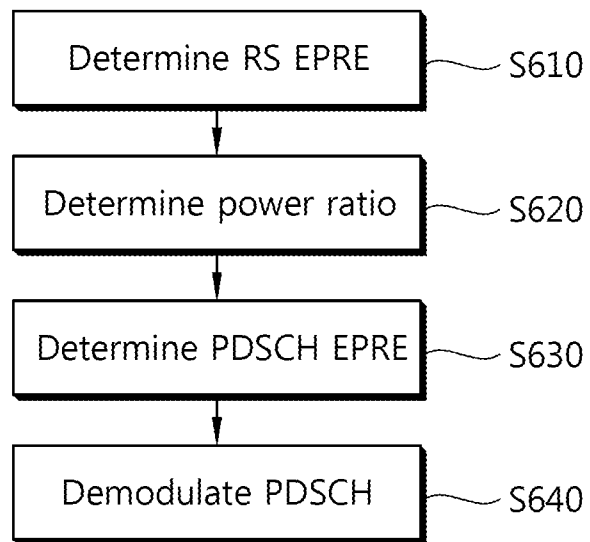 Determine RS EPRE
S610
Determine power ratio
S620
Determine PDSCH EPRE
S630
Demodulate PDSCH
S640